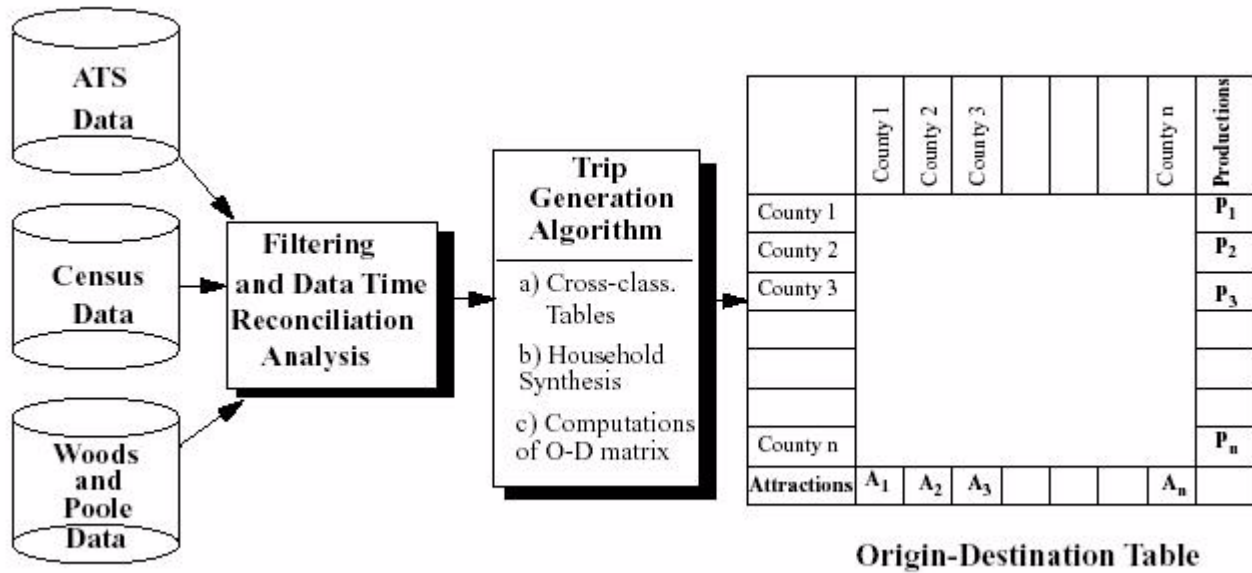 ATS
Data
Census
Data
Woods
and
Poole
Data
Filtering
and Data Time
Reconciliation
Analysis
Trip
Generation
Algorithm
a) Cross-class.
Tables
b) Household
Synthesis
c) Computations
of O-D matrix
County 1
County 2
County 3
County n
Productions
County 1 P1
County 2 P2
County 3 P3
County n Pn
Attractions A1 A2 A3 An
Origin-Destination Table